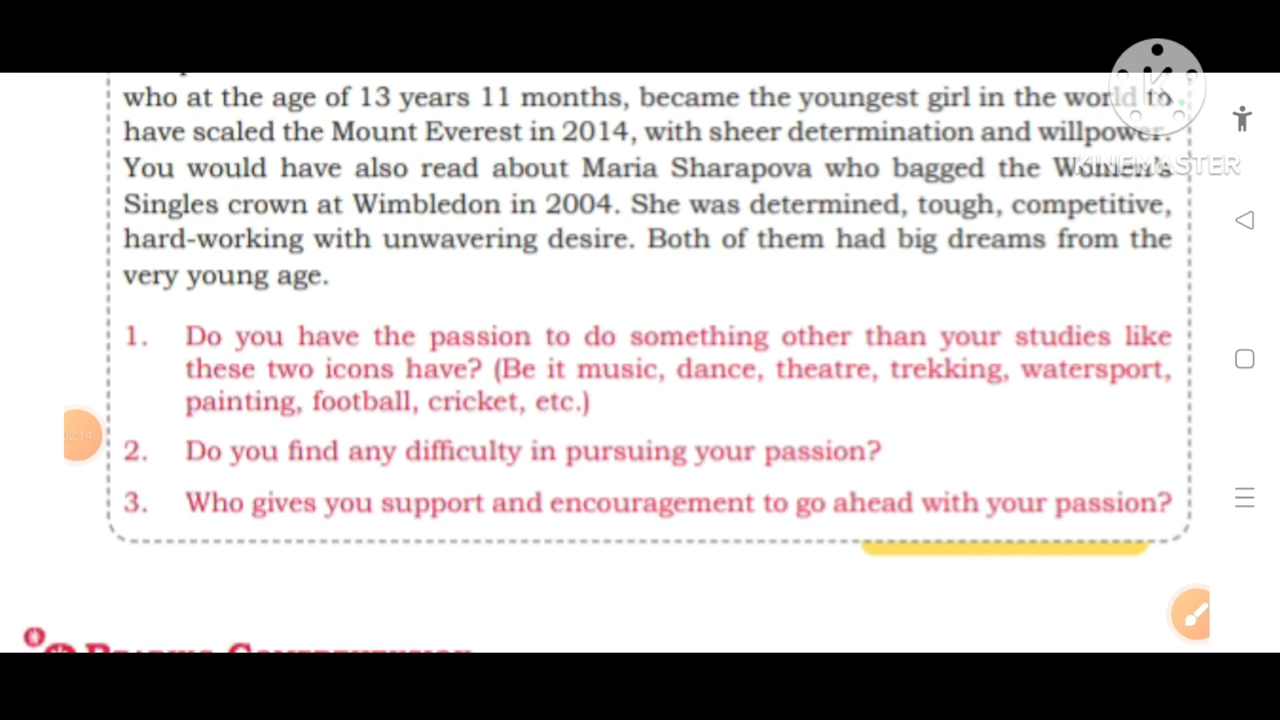 who at the age of 13 years 11 months, became the youngest girl in the world to
have scaled the Mount Everest in 2014, with sheer determination and willpower.
You would have also read about Maria Sharapova who bagged the Women's
KINEMASTER
Singles crown at Wimbledon in 2004. She was determined, tough, competitive,
hard-working with unwavering desire. Both of them had big dreams from the
very young age.
1. Do you have the passion to do something other than your studies like
these two icons have? (Be it music, dance, theatre, trekking, watersport,
painting, football, cricket, etc.)
02:14
2. Do you find any difficulty in pursuing your passion?
3. Who gives you support and encouragement to go ahead with your passion?
READING COMPREHENSION